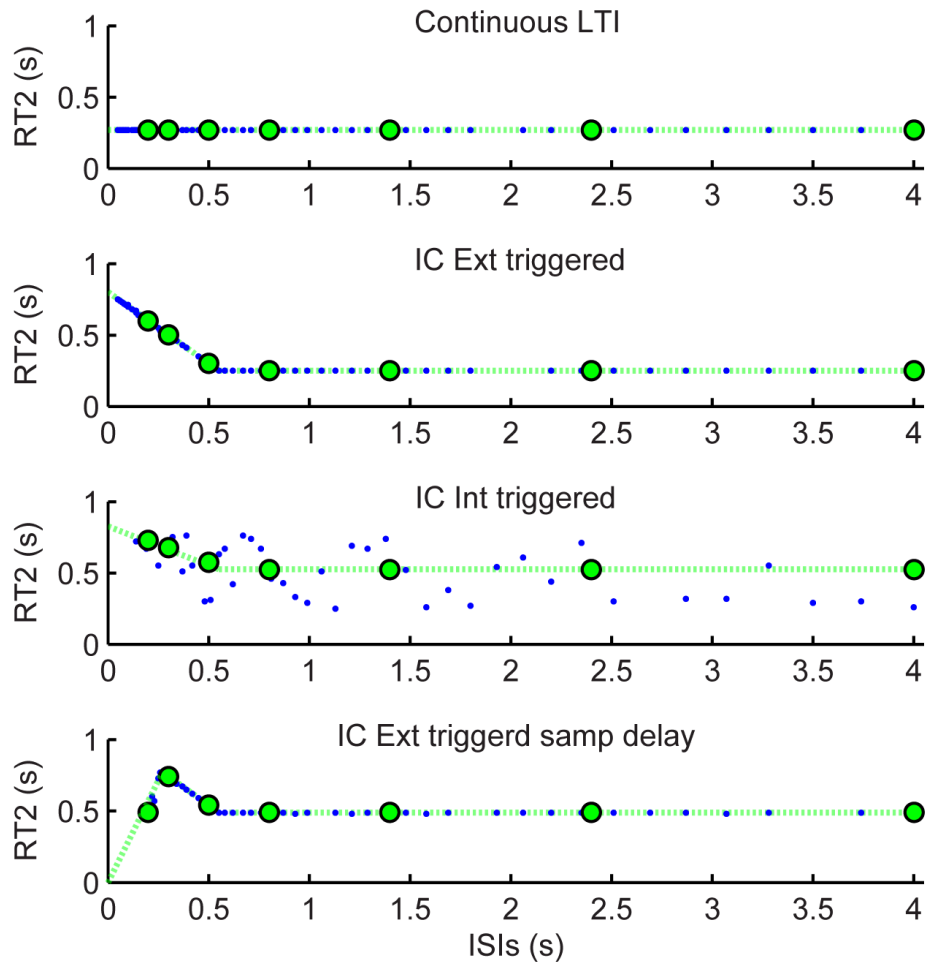 Continuous LTI
RT2 (s)
1
0.5
0
0 0.5 1 1.5 2 2.5 3 3.5 4
IC Ext triggered
RT2 (s)
1
0.5
0
0 0.5 1 1.5 2 2.5 3 3.5 4
IC Int triggered
RT2 (s)
1
0.5
0
0 0.5 1 1.5 2 2.5 3 3.5 4
IC Ext triggerd samp delay
RT2 (s)
1
0.5
0
0 0.5 1 1.5 2 2.5 3 3.5 4
ISIs (s)